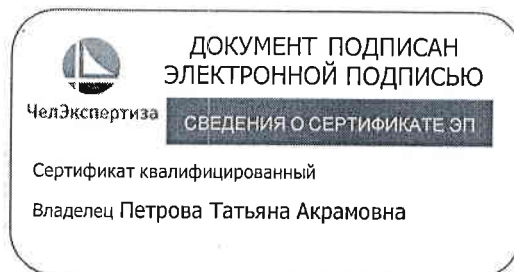 ДОКУМЕНТ ПОДПИСАН
ЭЛЕКТРОННОЙ ПОДПИСЬЮ
ЧелЭкспертиза
СВЕДЕНИЯ О СЕРТИФИКАТЕ ЭП
Сертификат квалифицированный
Владелец Петрова Татьяна Акрамовна